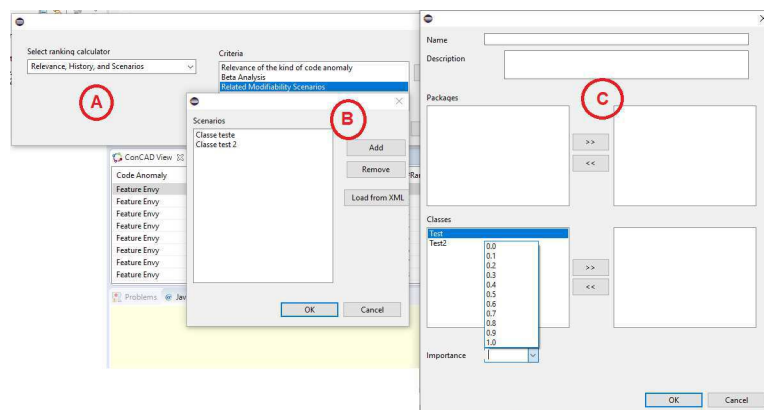 Select ranking calculator
Relevance, History, and Scenarios
A
Criteria
Relevance of the kind of code anomaly
Beta Analysis
Related Modifiability Scenarios
ConCAD View
Code Anomaly
Feature Envy
Feature Envy
Feature Envy
Feature Envy
Feature Envy
Feature Envy
Feature Envy
Feature Envy
Problems
Jav
B
Scenarios
Classe teste
Classe test 2
Add
Remove
Load from XML
OK
Cancel
C
Name
Description
Packages
>>
<<
Classes
Test
Test2
0.0
0.1
0.2
0.3
0.4
0.5
0.6
0.7
0.8
0.9
1.0
>>
<<
Importance
OK
Cancel